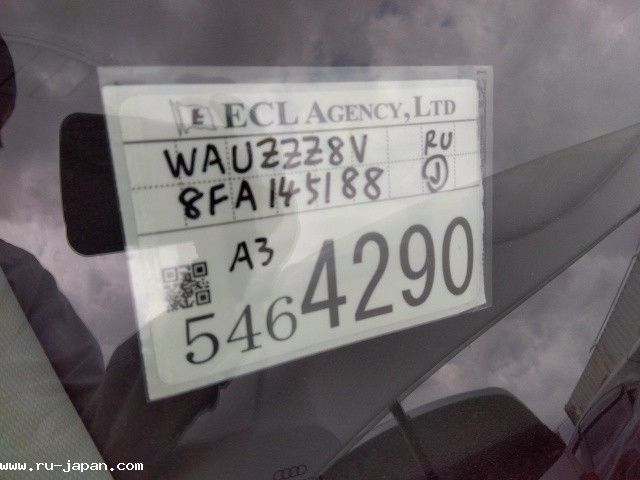 E ECL AGENCY, LTD
WAUZZZ8V RU
8FA145188 J
A3
5464290
www.ru-japan.com